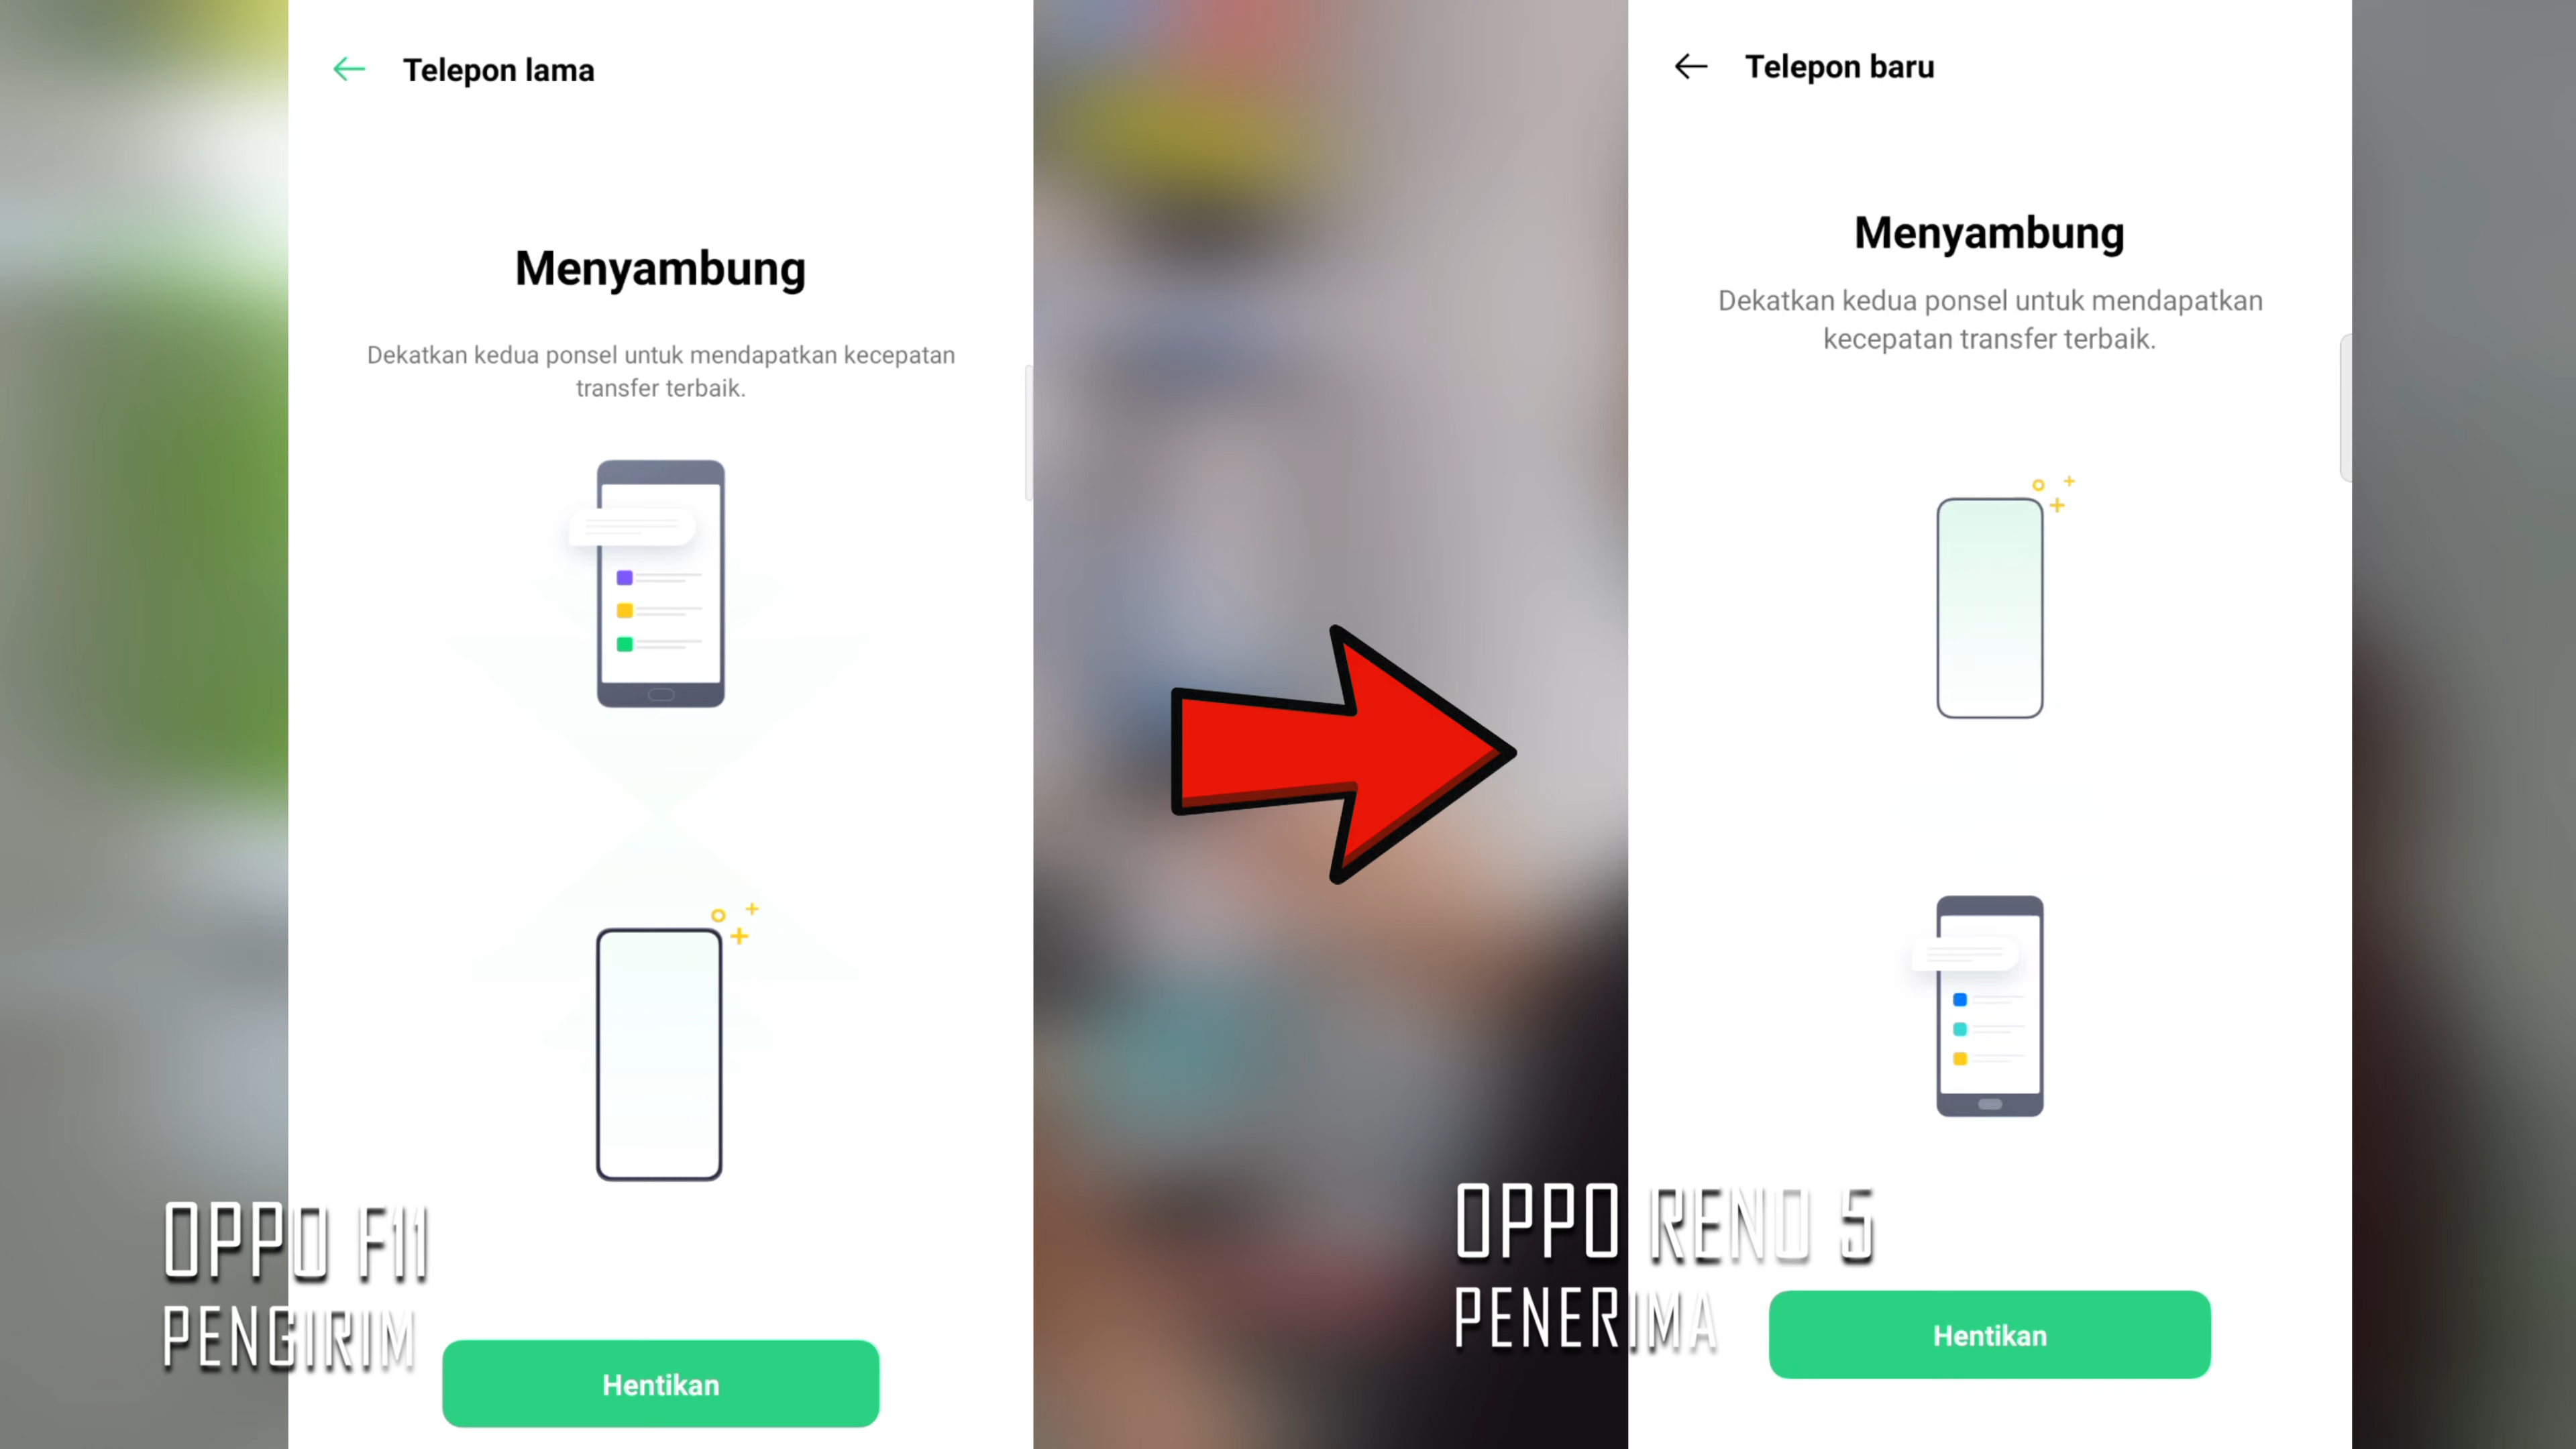 Telepon lama
Menyambung
Dekatkan kedua ponsel untuk mendapatkan kecepatan
transfer terbaik.
OPPO F11
PENGIRIM
Hentikan
Telepon baru
Menyambung
Dekatkan kedua ponsel untuk mendapatkan
kecepatan transfer terbaik.
OPPO RENO 5
PENERIMA
Hentikan